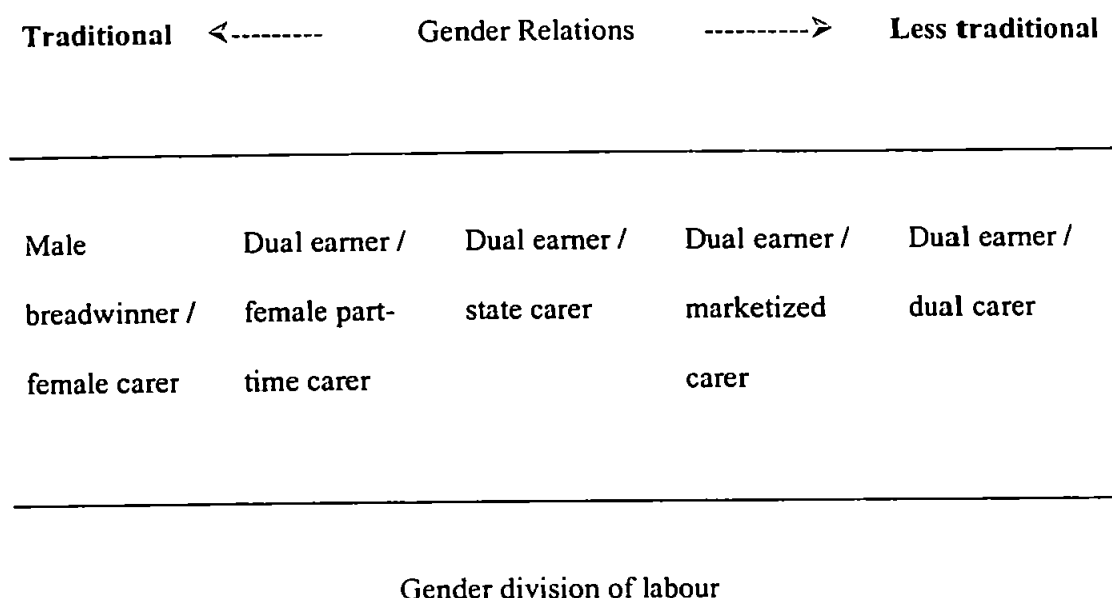 Traditional <--------- Gender Relations ----------> Less traditional
Male Dual earner / Dual earner / Dual earner / Dual earner /
breadwinner / female part- state carer marketized dual carer
female carer time carer carer
Gender division of labour